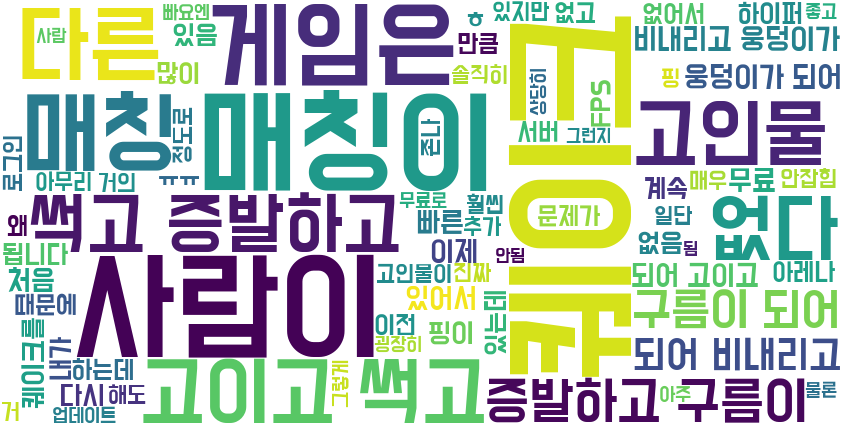 다른
사람
빠요엔
있음
많이
게임은
만큼
ㅎ
있지만 없고
솔직히
없어서
하이퍼
좋고
비내리고 웅덩이가
핑
웅덩이가 되어
상당히
FPS
매칭
정도로
로그인
매칭이
존나
서버
그런지
고인물
아무리 거의
ㅠㅠ
케이크
왜
썩고 증발하고
무료로
훨씬
빠른
추가
문제가
계속
매우
무료
안잡힘
일단
없다
됩니다
처음
사람이
이제
안됨
없음
됨
고인물이
진짜
되어 고이고
아레나
때문에
있어서
있는데
구름이 되어
퀘이크를
내가
하는데
이전
핑이
굉장히
되어 비내리고
다시
해도
그렇게
고이고 썩고
증발하고 구름이
아주
물론
거
업데이트